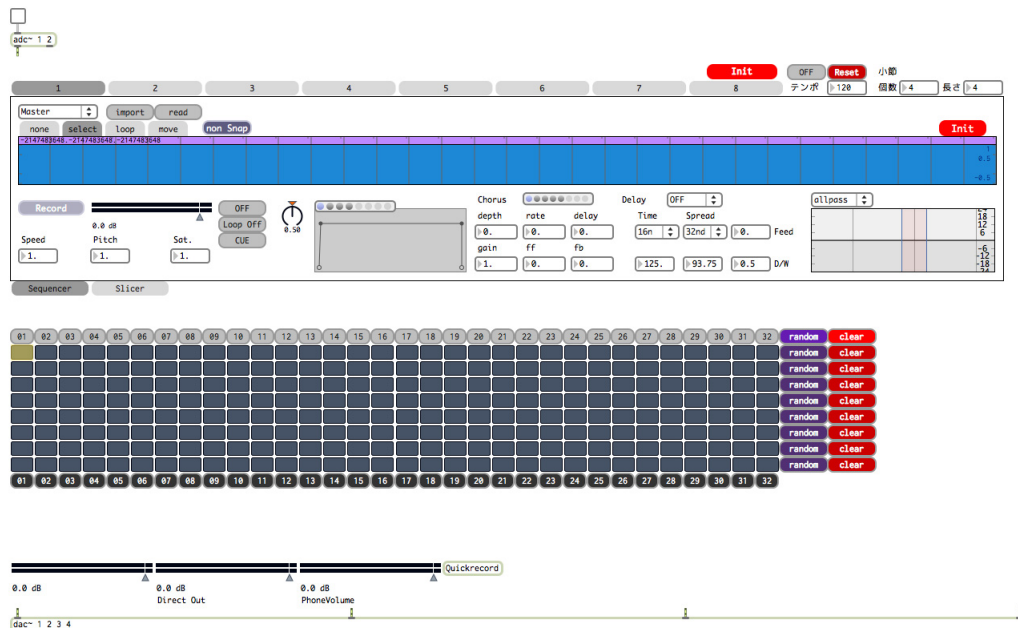 adc~ 1 2
Init OFF Reset 小節
1 2 3 4 5 6 7 8 テンポ 120 個数 4 長さ 4
Master import read
none select loop move non Snap Init
-2147483648.-2147483648.-2147483648
1
0.5
-0.5
Record OFF Chorus Delay OFF allpass
0.0 dB Loop Off 0.50 depth rate delay Time Spread
0. 0. 0. 16n 32nd 0. Feed
Speed Pitch Sat. CUE gain ff fb
1. 1. 1. 1. 0. 0. 125. 93.75 0.5 D/W
18
12
6
-6
-12
-18
Sequencer Slicer
01 02 03 04 05 06 07 08 09 10 11 12 13 14 15 16 17 18 19 20 21 22 23 24 25 26 27 28 29 30 31 32 random clear
random clear
random clear
random clear
random clear
random clear
random clear
random clear
random clear
01 02 03 04 05 06 07 08 09 10 11 12 13 14 15 16 17 18 19 20 21 22 23 24 25 26 27 28 29 30 31 32
Quickrecord
0.0 dB 0.0 dB 0.0 dB
Direct Out PhoneVolume
dac~ 1 2 3 4